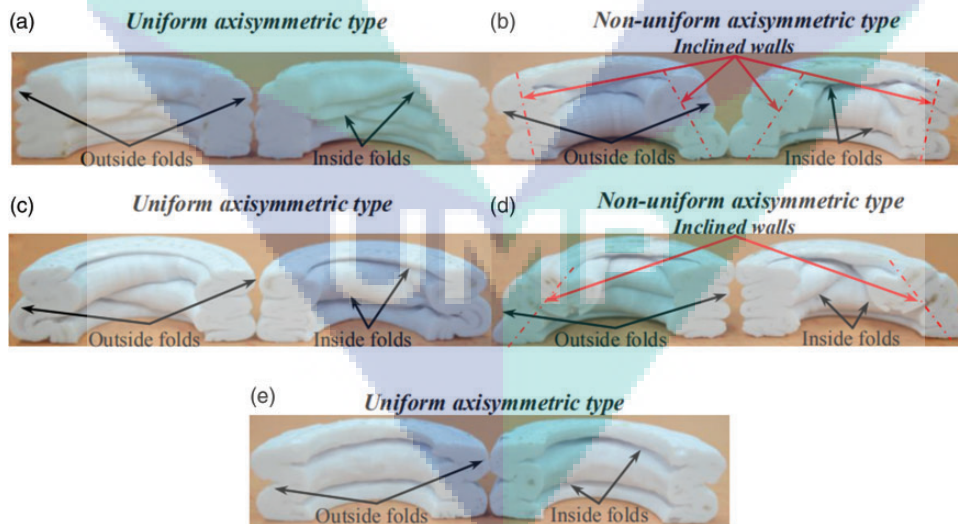 (a)
Uniform axisymmetric type
Outside folds
Inside folds
(b)
Non-uniform axisymmetric type
Inclined walls
Outside folds
Inside folds
(c)
Uniform axisymmetric type
Outside folds
Inside folds
(d)
Non-uniform axisymmetric type
Inclined walls
Outside folds
Inside folds
(e)
Uniform axisymmetric type
Outside folds
Inside folds
UMP